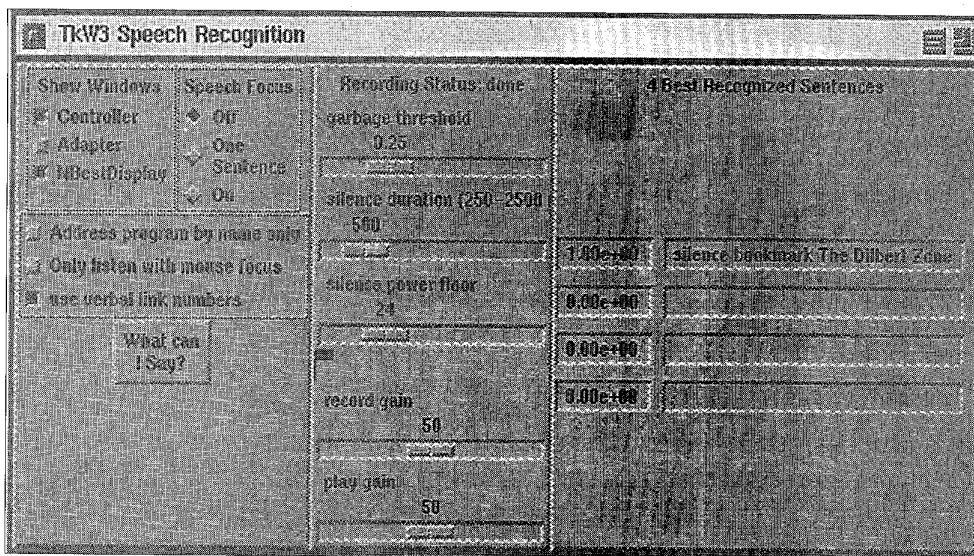 TkW3 Speech Recognition
Show Windows
Controller
Adapter
NBestDisplay
Speech Focus
Off
One
Sentence
On
Address program by name only
Only listen with mouse focus
use verbal link numbers
What can
I Say?
Recording Status: done
garbage threshold
0.25
silence duration (250-2500
silence power floor
24
record gain
50
play gain
50
4 Best Recognized Sentences
1.00e+00 silence bookmark The Dilbert Zone
0.00e+00
0.00e+00
0.00e+00